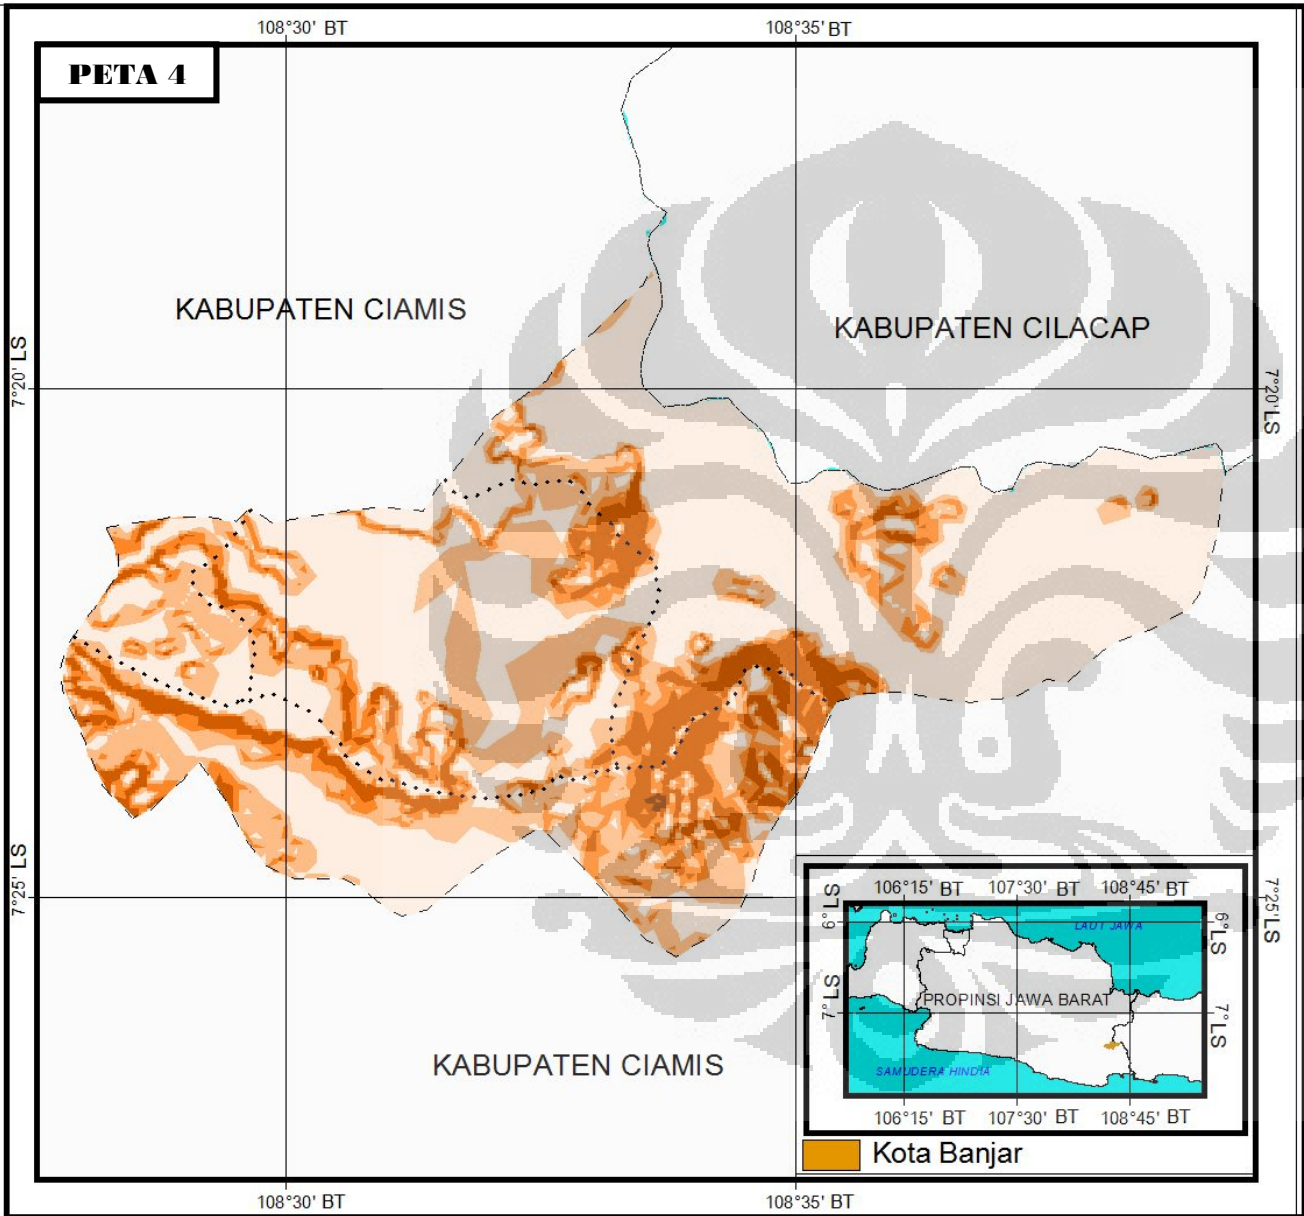 108°30' BT
108°35' BT
PETA 4
KABUPATEN CIAMIS
KABUPATEN CILACAP
7°20' LS
7°20' LS
7°25' LS
7°25' LS
KABUPATEN CIAMIS
106°15' BT
107°30' BT
108°45' BT
6° LS
6° LS
LAUT JAWA
PROPINSI JAWA BARAT
7° LS
7° LS
SAMUDERA HINDIA
106°15' BT
107°30' BT
108°45' BT
Kota Banjar
108°30' BT
108°35' BT